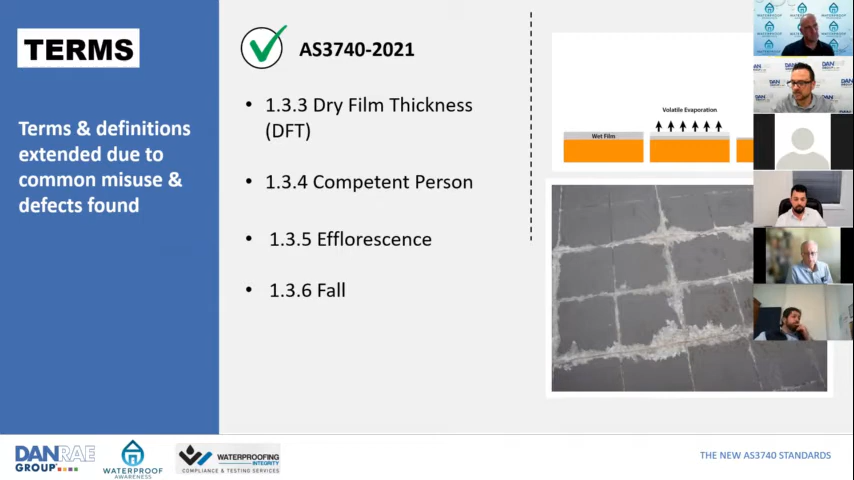 TERMS
Terms & definitions
extended due to
common misuse &
defects found
AS3740-2021
• 1.3.3 Dry Film Thickness
(DFT)
• 1.3.4 Competent Person
• 1.3.5 Efflorescence
• 1.3.6 Fall
Volatile Evaporation
Wet Film
DANRAE
GROUP
WATERPROOF
AWARENESS
WATERPROOFING
INTEGRITY
COMPLIANCE & TESTING SERVICES
THE NEW AS3740 STANDARDS